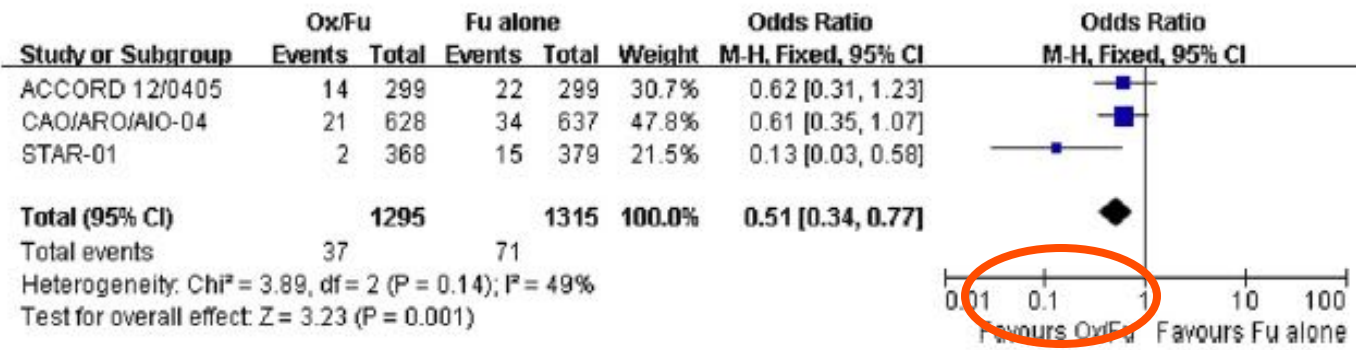 Ox/Fu Fu alone Odds Ratio Odds Ratio
Study or Subgroup Events Total Events Total Weight M-H, Fixed, 95% CI M-H, Fixed, 95% CI
ACCORD 12/0405 14 299 22 299 30.7% 0.62 [0.31, 1.23]
CAO/ARO/AIO-04 21 628 34 637 47.8% 0.61 [0.35, 1.07]
STAR-01 2 368 15 379 21.5% 0.13 [0.03, 0.58]
Total (95% CI) 1295 1315 100.0% 0.51 [0.34, 0.77]
Total events 37 71
Heterogeneity: Chi² = 3.89, df = 2 (P = 0.14); I² = 49%
Test for overall effect: Z = 3.23 (P = 0.001)
0.01 0.1 1 10 100
Favours Ox/Fu Favours Fu alone